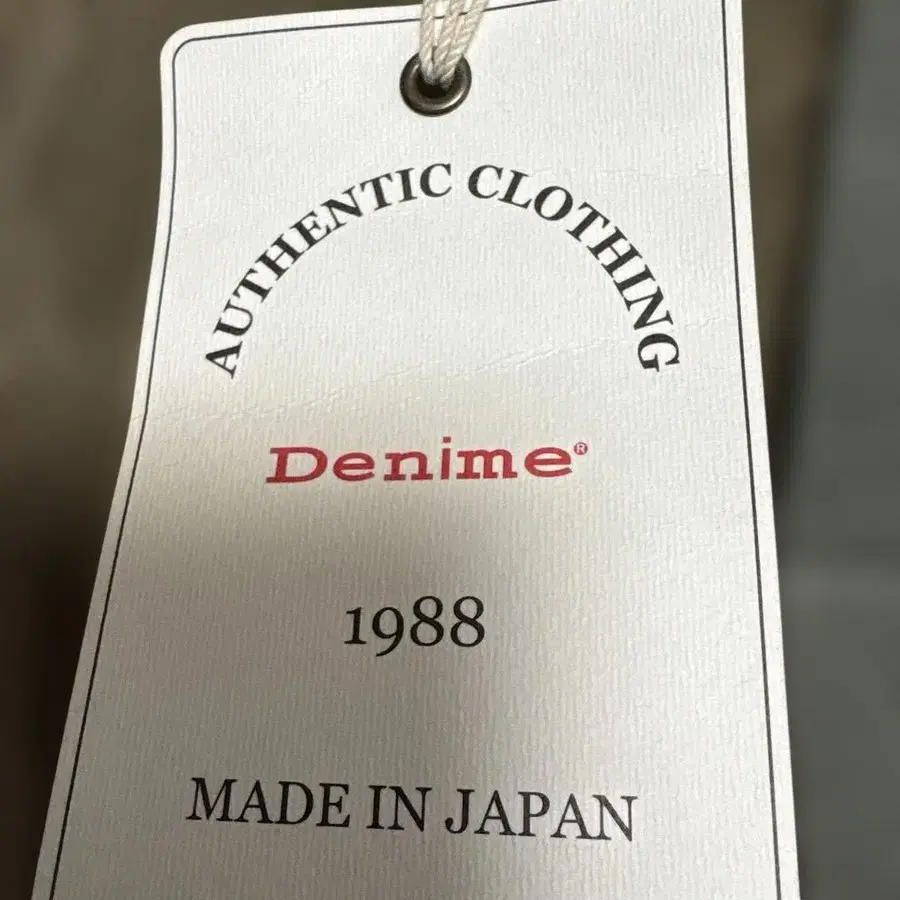 AUTHENTIC CLOTHING
Denime®
1988
MADE IN JAPAN